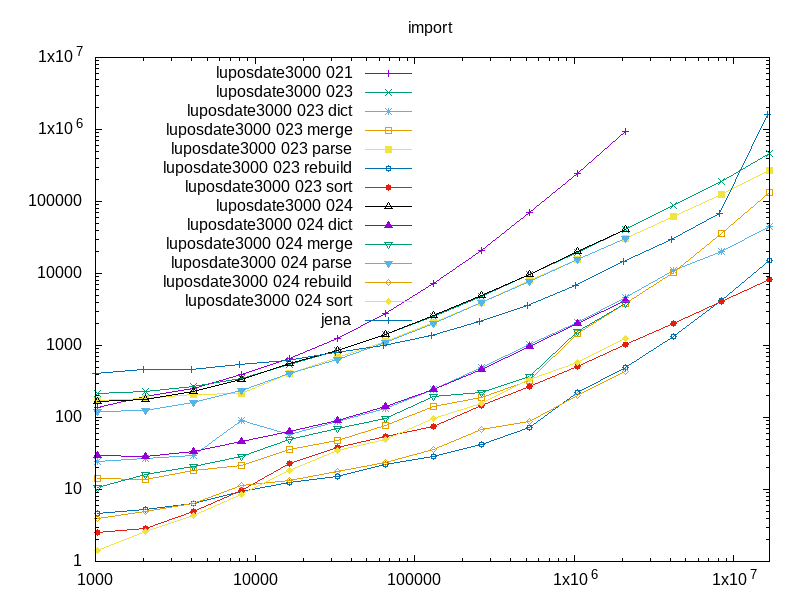 import
1x10^7
1x10^6
100000
10000
1000
100
10
1
luposdate3000 021
luposdate3000 023
luposdate3000 023 dict
luposdate3000 023 merge
luposdate3000 023 parse
luposdate3000 023 rebuild
luposdate3000 023 sort
luposdate3000 024
luposdate3000 024 dict
luposdate3000 024 merge
luposdate3000 024 parse
luposdate3000 024 rebuild
luposdate3000 024 sort
jena
1000 10000 100000 1x10^6 1x10^7